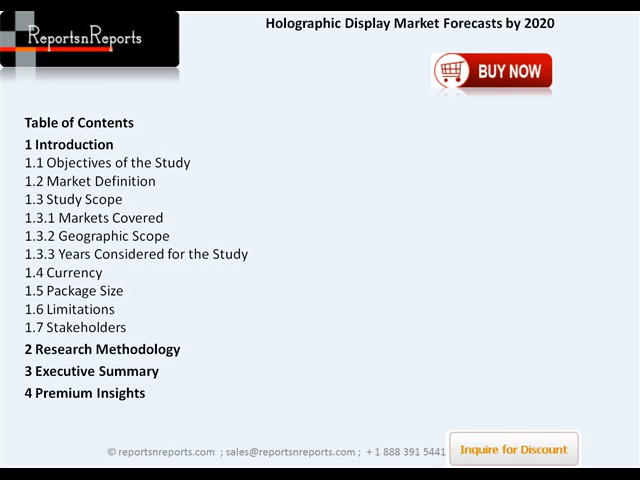 ReportsnReports
Holographic Display Market Forecasts by 2020
BUY NOW
Table of Contents
1 Introduction
1.1 Objectives of the Study
1.2 Market Definition
1.3 Study Scope
1.3.1 Markets Covered
1.3.2 Geographic Scope
1.3.3 Years Considered for the Study
1.4 Currency
1.5 Package Size
1.6 Limitations
1.7 Stakeholders
2 Research Methodology
3 Executive Summary
4 Premium Insights
© reportsnreports.com ; sales@reportsnreports.com ; + 1 888 391 5441
Inquire for Discount